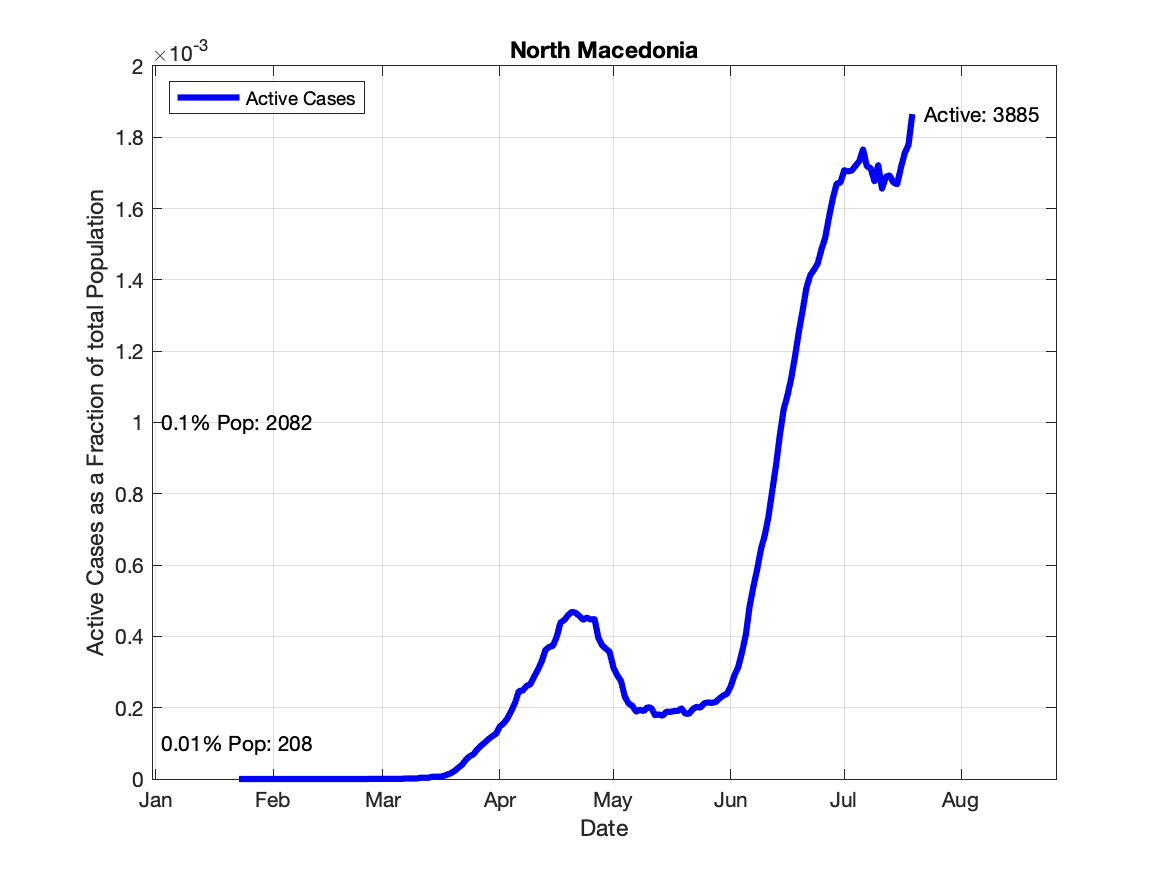 North Macedonia
×10-3
Active Cases
Active: 3885
2
1.8
1.6
1.4
1.2
1
0.8
0.6
0.4
0.2
0
0.1% Pop: 2082
0.01% Pop: 208
Active Cases as a Fraction of total Population
Jan Feb Mar Apr May Jun Jul Aug
Date